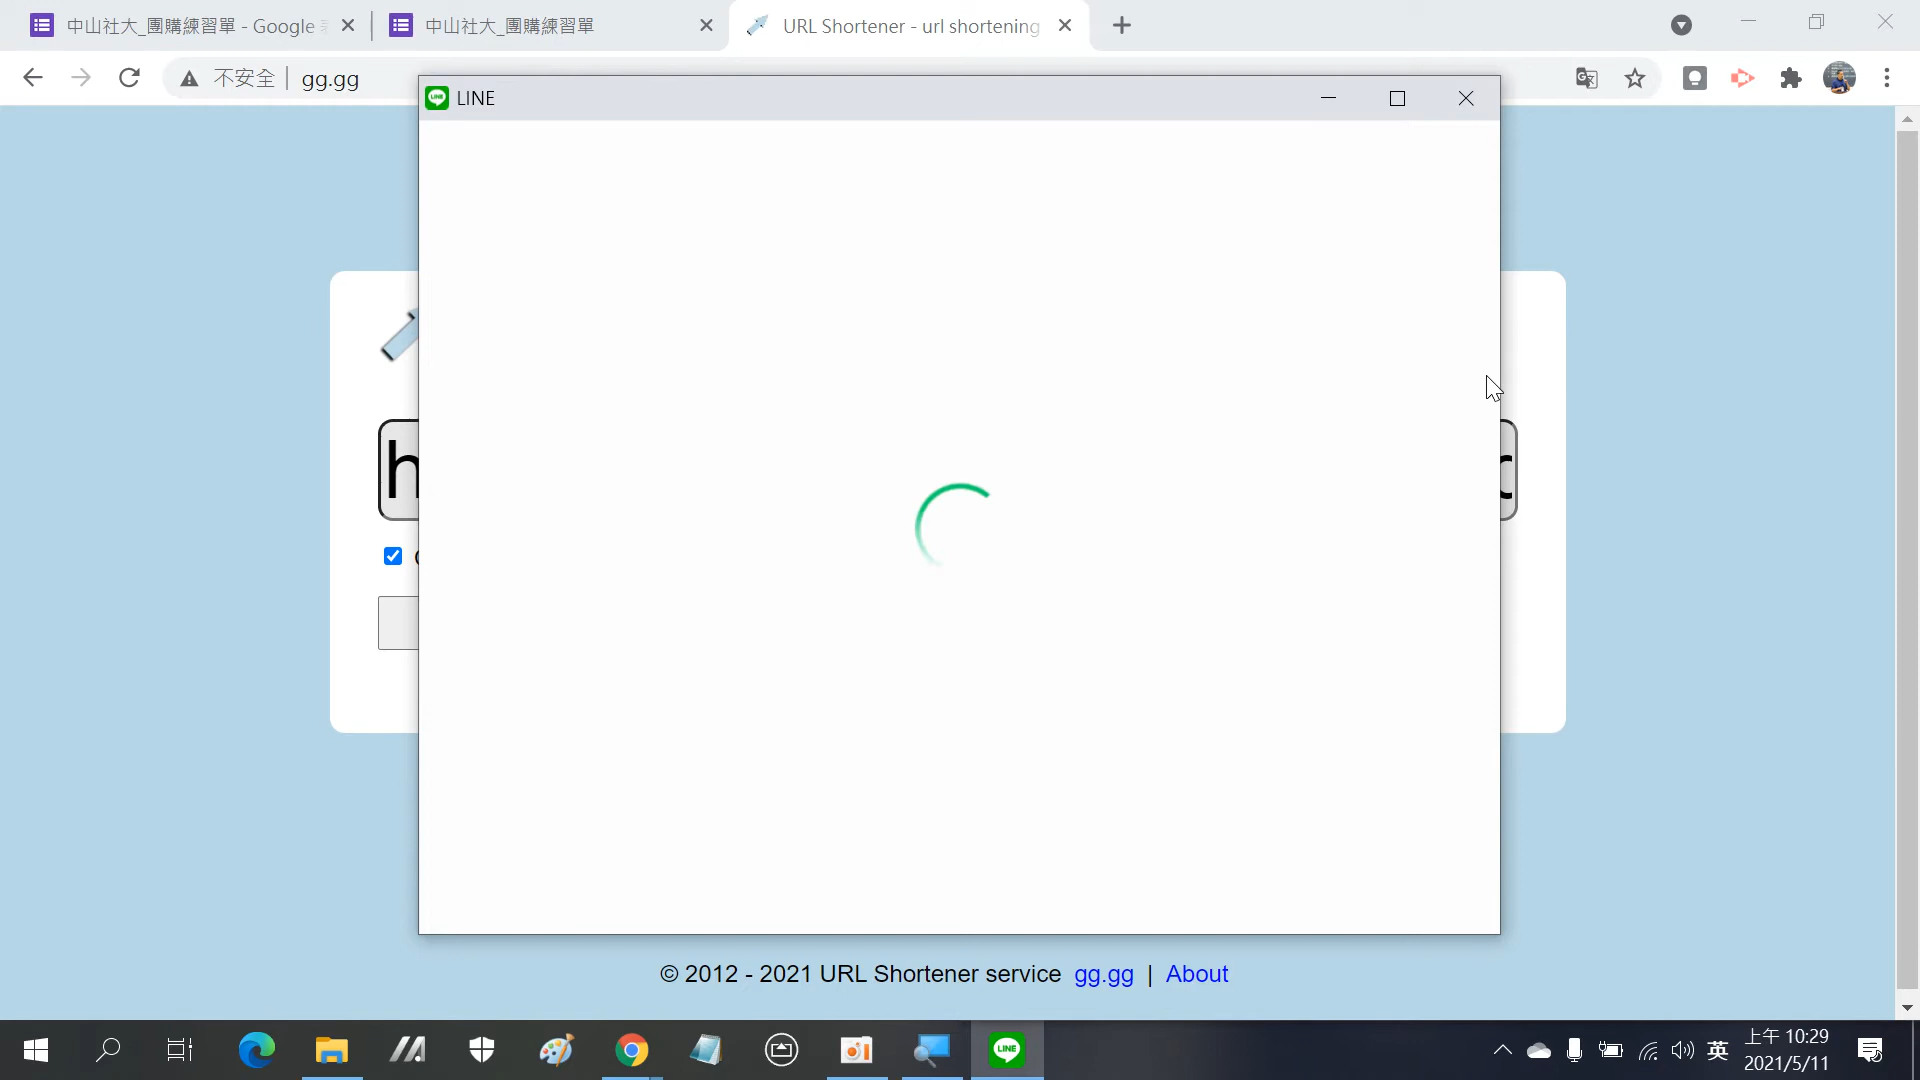 中山社大_團購練習單 - Google
中山社大_團購練習單
URL Shortener - url shortening
不安全
gg.gg
LINE
LINE
h
© 2012 - 2021 URL Shortener service gg.gg | About
LINE
英
上午 10:29
2021/5/11